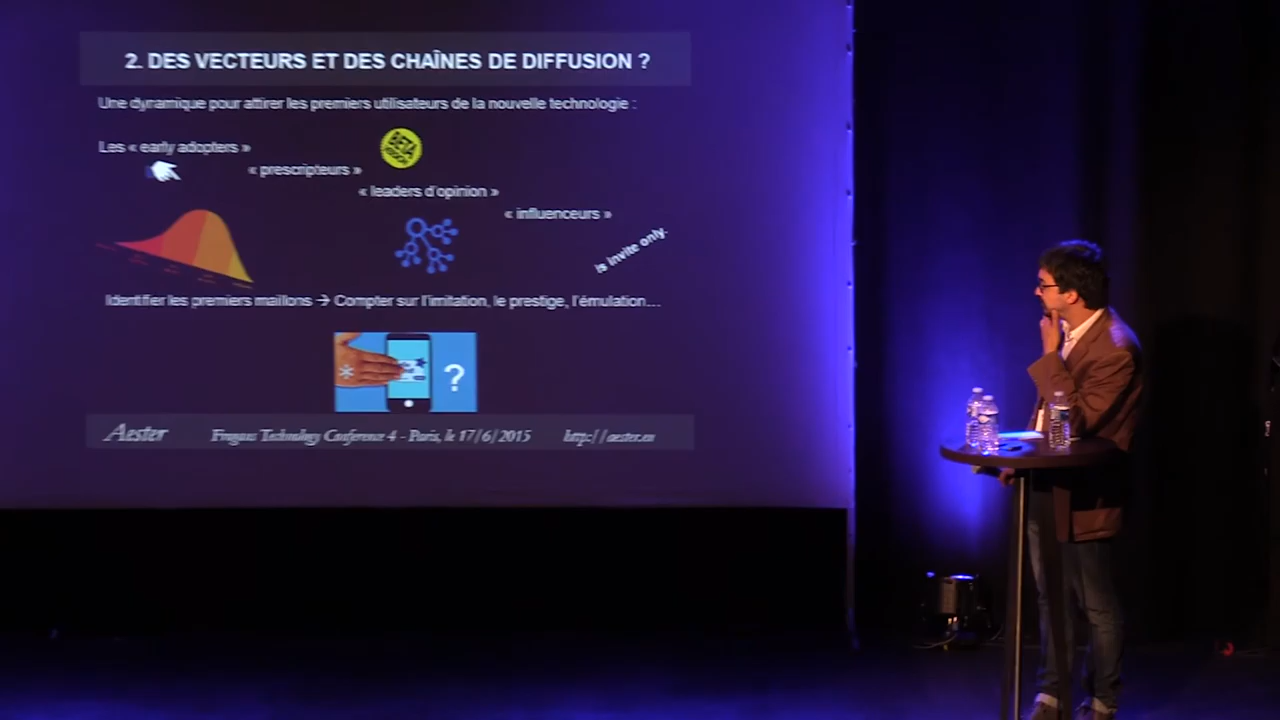 2. DES VECTEURS ET DES CHAÎNES DE DIFFUSION ?
Une dynamique pour attirer les premiers utilisateurs de la nouvelle technologie :
Les « early adopters »
« prescripteurs »
« leaders d'opinion »
« influenceurs »
is invite only.
Identifier les premiers maillons → Compter sur l'imitation, le prestige, l'émulation…
?
Aester Technology Conference 4 - Paris, le 17/6/2015 http://aester.eu